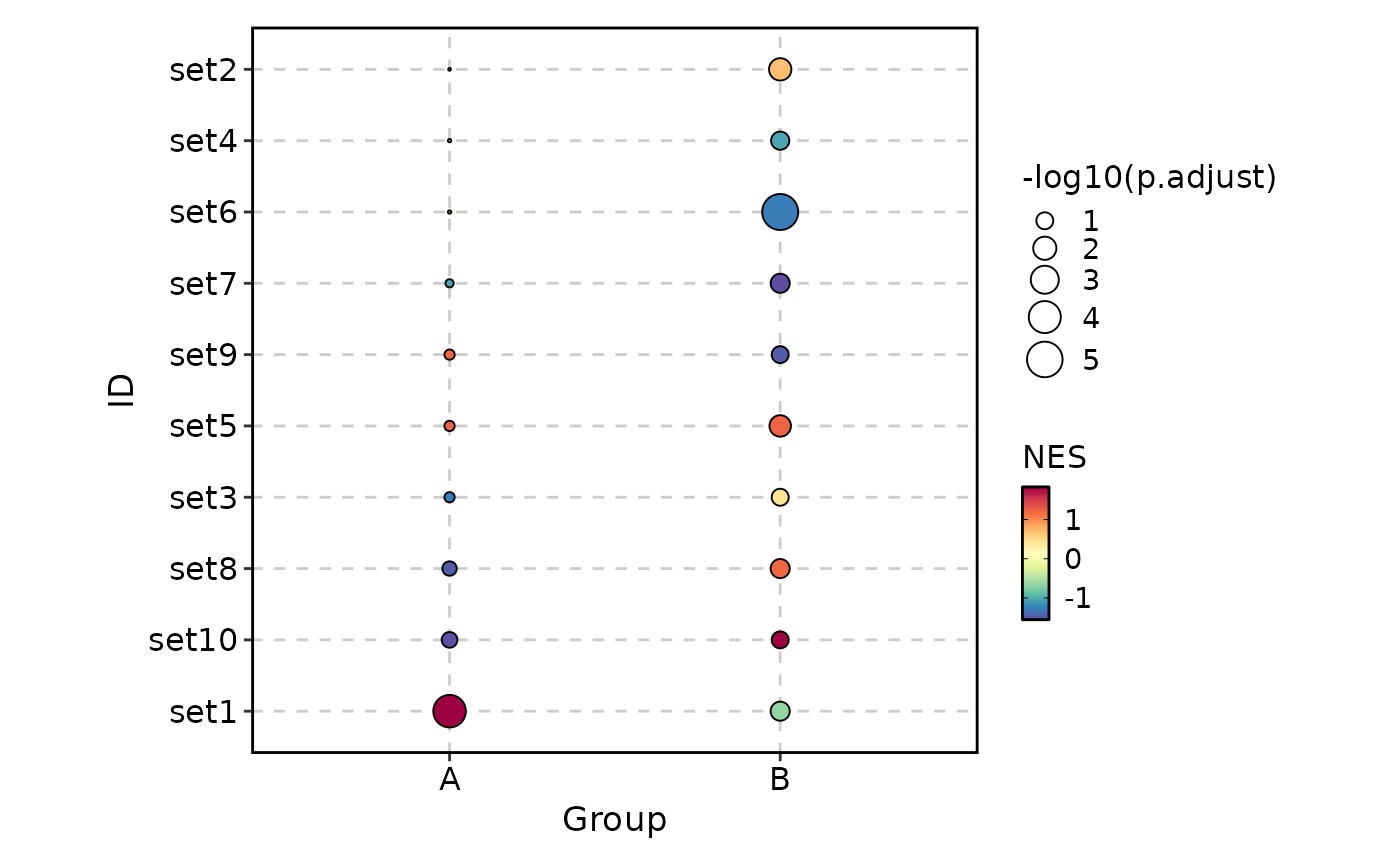 set2
set4
set6
set7
set9
set5
set3
set8
set10
set1
ID
A
B
Group
-log10(p.adjust)
1
2
3
4
5
NES
1
0
-1